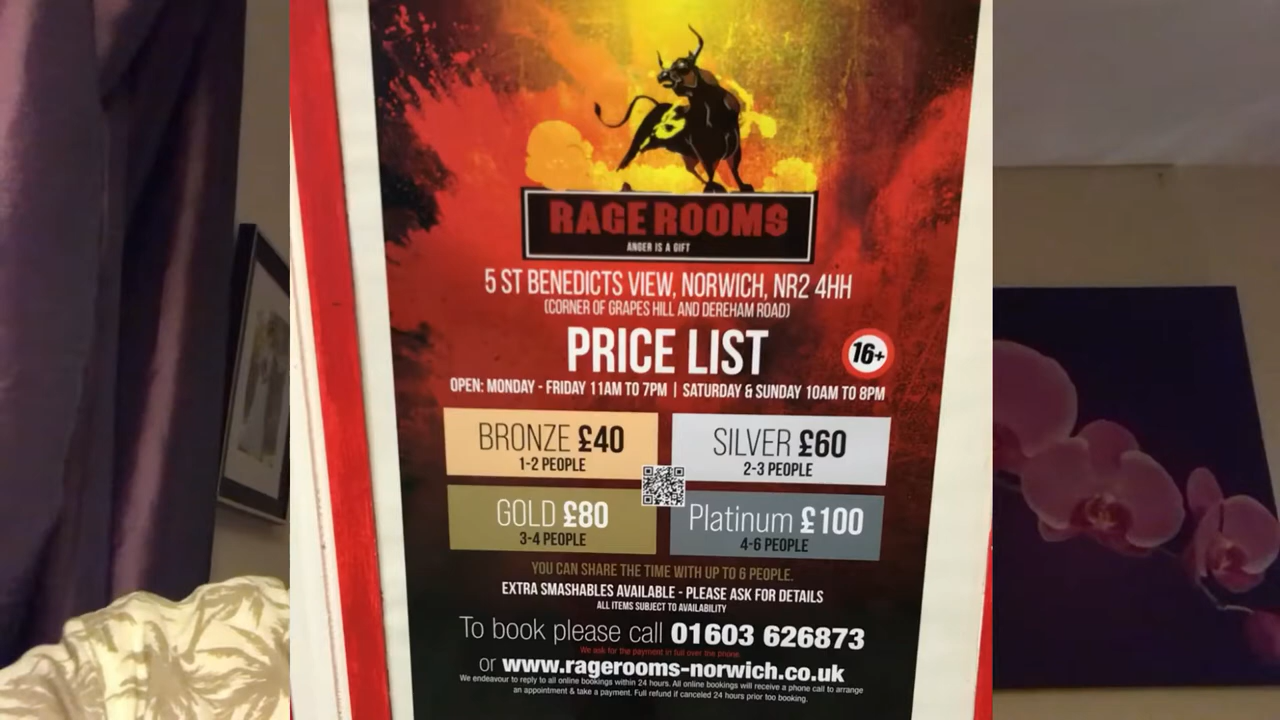 RAGE ROOMS
ANGER IS A GIFT
5 ST BENEDICTS VIEW, NORWICH, NR2 4HH
(CORNER OF GRAPES HILL AND DEREHAM ROAD)
PRICE LIST
16+
OPEN: MONDAY - FRIDAY 11AM TO 7PM | SATURDAY & SUNDAY 10AM TO 8PM
BRONZE £40
1-2 PEOPLE
SILVER £60
2-3 PEOPLE
GOLD £80
3-4 PEOPLE
Platinum £100
4-6 PEOPLE
YOU CAN SHARE THE TIME WITH UP TO 6 PEOPLE.
EXTRA SMASHABLES AVAILABLE - PLEASE ASK FOR DETAILS
ALL ITEMS SUBJECT TO AVAILABILITY
To book please call 01603 626873
We ask for the payment in full over the phone.
or www.ragerooms-norwich.co.uk
We endeavour to reply to all online bookings within 24 hours. All online bookings will receive a phone call to arrange
an appointment & take a payment. Full refund if canceled 24 hours prior too booking.